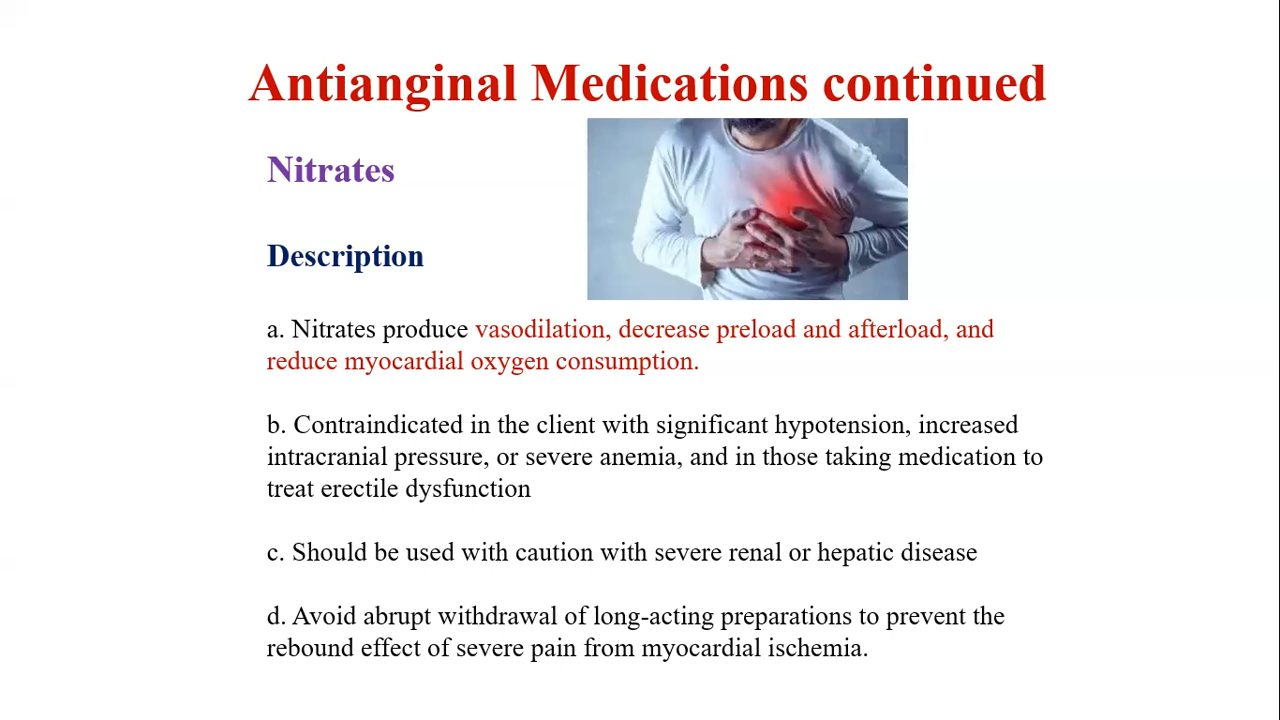 Antianginal Medications continued
Nitrates
Description
a. Nitrates produce vasodilation, decrease preload and afterload, and
reduce myocardial oxygen consumption.
b. Contraindicated in the client with significant hypotension, increased
intracranial pressure, or severe anemia, and in those taking medication to
treat erectile dysfunction
c. Should be used with caution with severe renal or hepatic disease
d. Avoid abrupt withdrawal of long-acting preparations to prevent the
rebound effect of severe pain from myocardial ischemia.